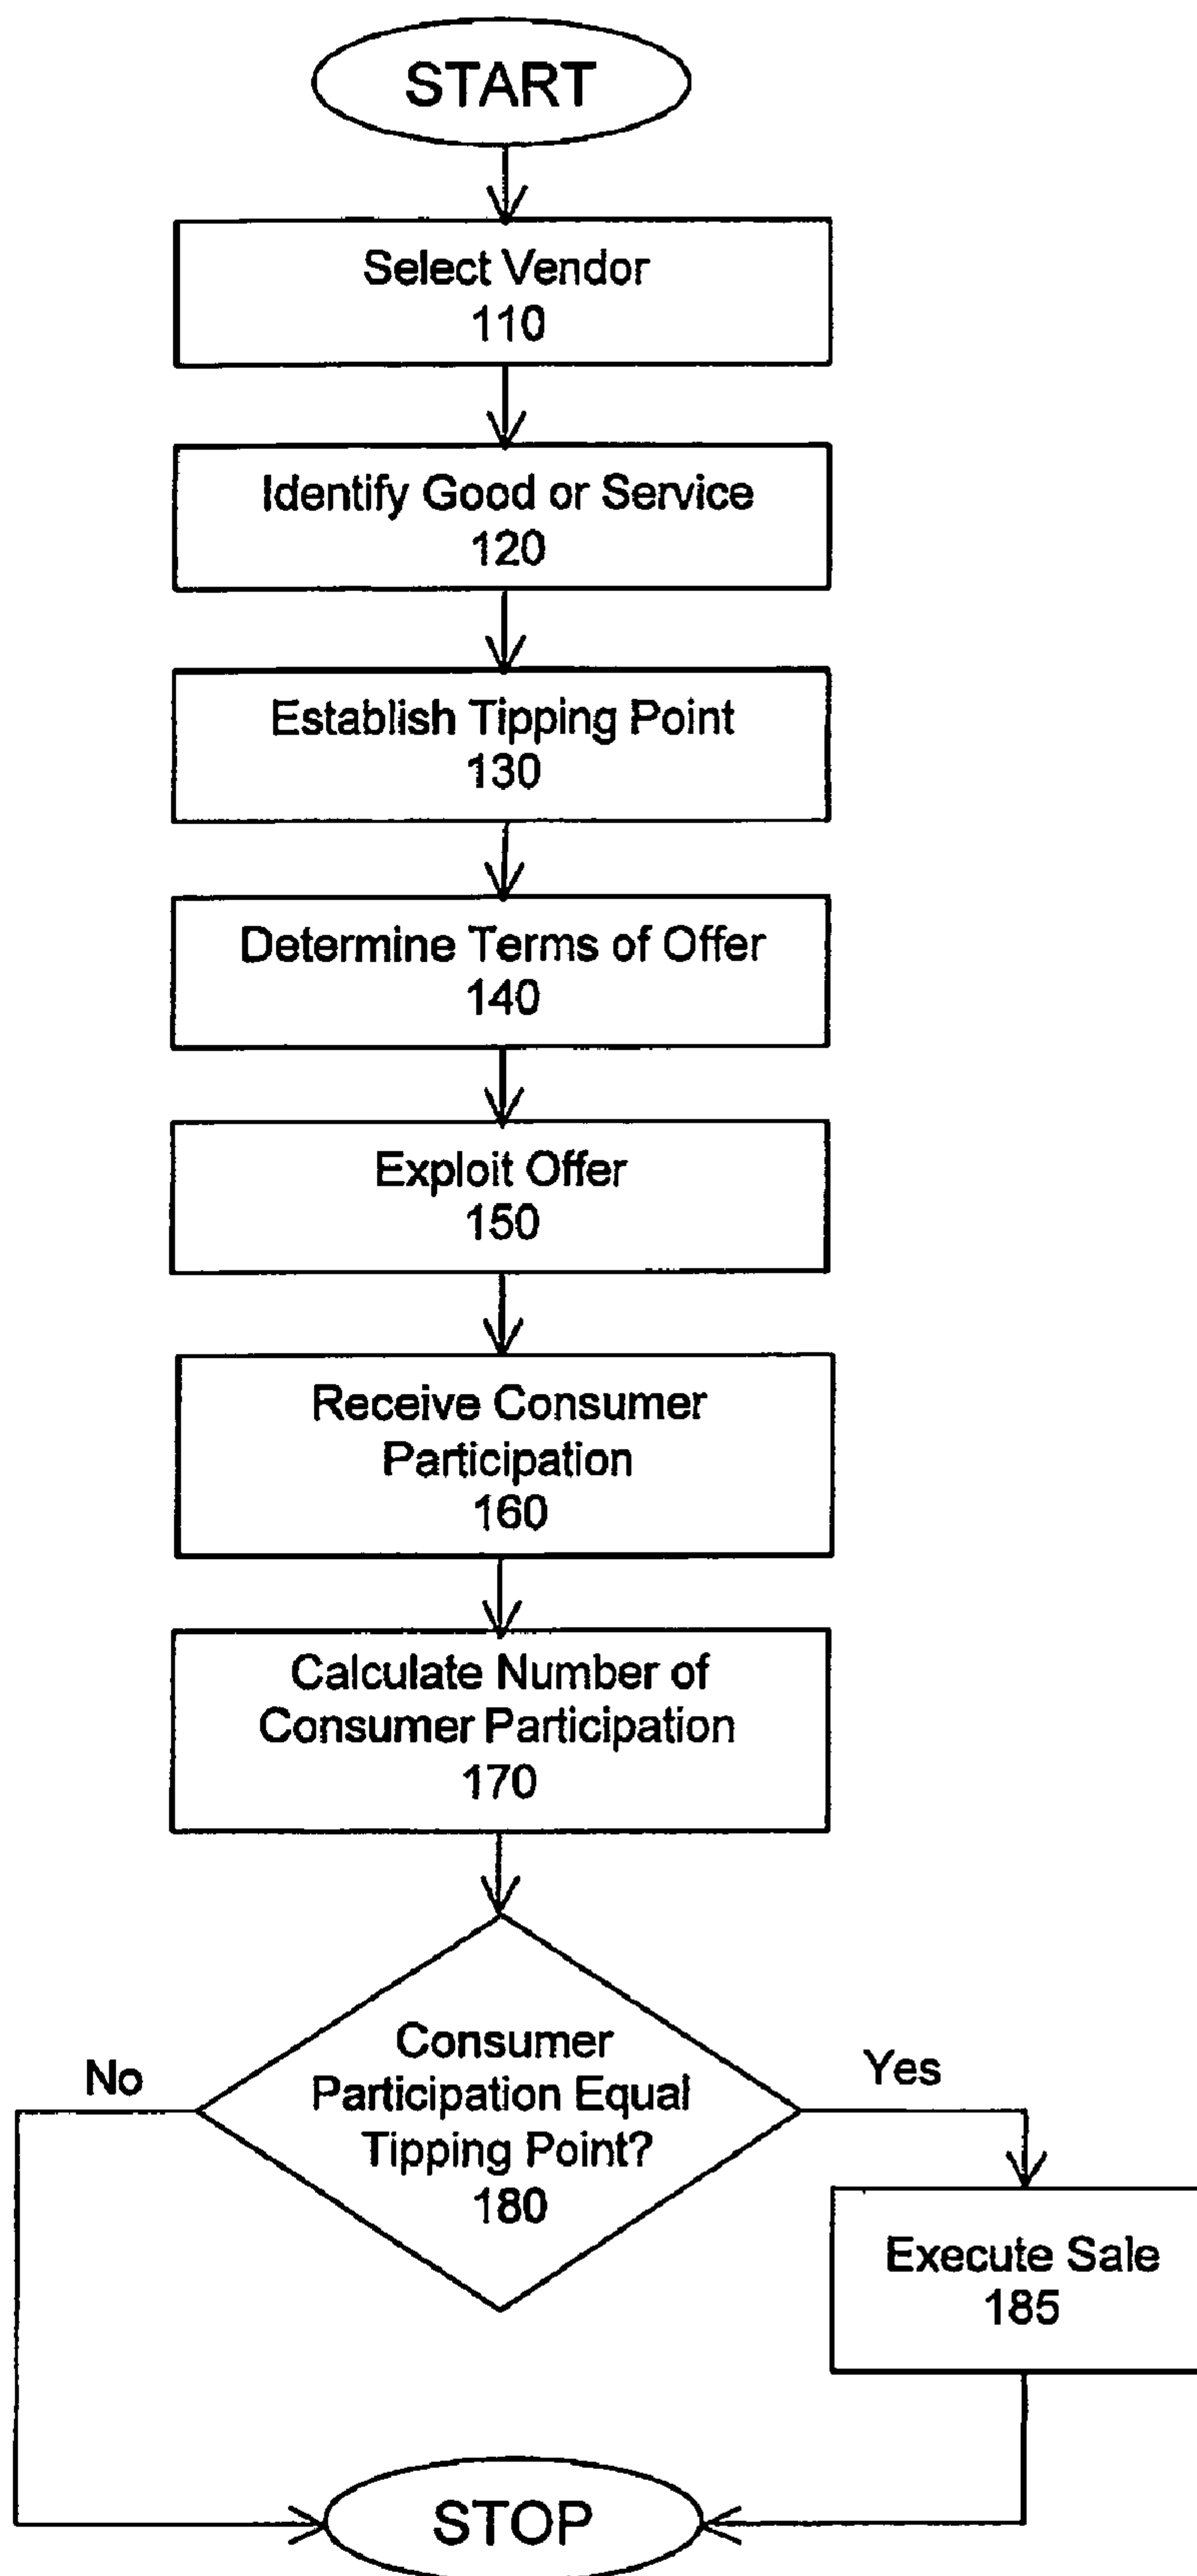 START
Select Vendor
110
Identify Good or Service
120
Establish Tipping Point
130
Determine Terms of Offer
140
Exploit Offer
150
Receive Consumer
Participation
160
Calculate Number of
Consumer Participation
170
Consumer
Participation Equal
Tipping Point?
180
No
Yes
Execute Sale
185
STOP